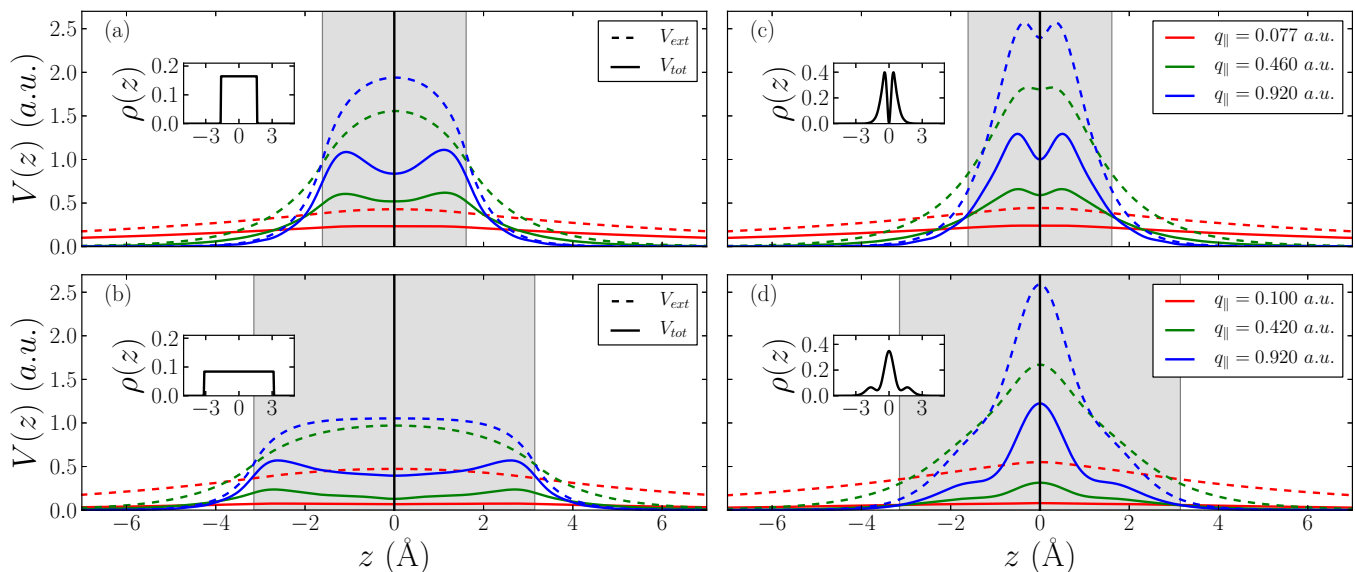 (a)
V(z) (a.u.)
2.5
2.0
1.5
1.0
0.5
0.0
ρ(z)
0.2
0.1
0.0
−3 0 3
V_ext
V_tot
(c)
ρ(z)
0.4
0.2
0.0
−3 0 3
q_∥ = 0.077 a.u.
q_∥ = 0.460 a.u.
q_∥ = 0.920 a.u.
(b)
V(z) (a.u.)
2.5
2.0
1.5
1.0
0.5
0.0
ρ(z)
0.2
0.1
0.0
−3 0 3
V_ext
V_tot
−6 −4 −2 0 2 4 6
z (Å)
(d)
ρ(z)
0.4
0.2
0.0
−3 0 3
q_∥ = 0.100 a.u.
q_∥ = 0.420 a.u.
q_∥ = 0.920 a.u.
−6 −4 −2 0 2 4 6
z (Å)